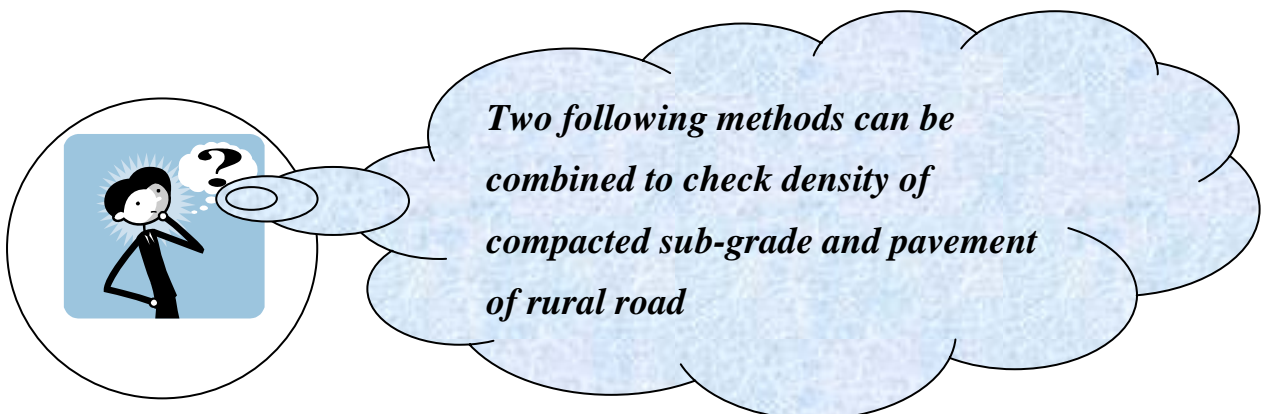 ?
Two following methods can be
combined to check density of
compacted sub-grade and pavement
of rural road